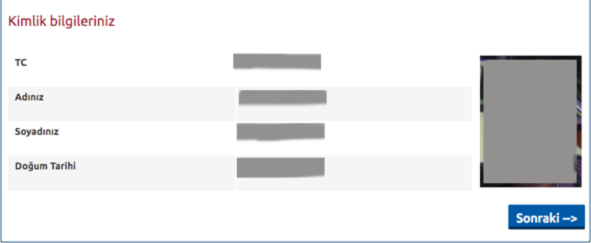 Kimlik bilgileriniz
TC
Adınız
Soyadınız
Doğum Tarihi
Sonraki -->